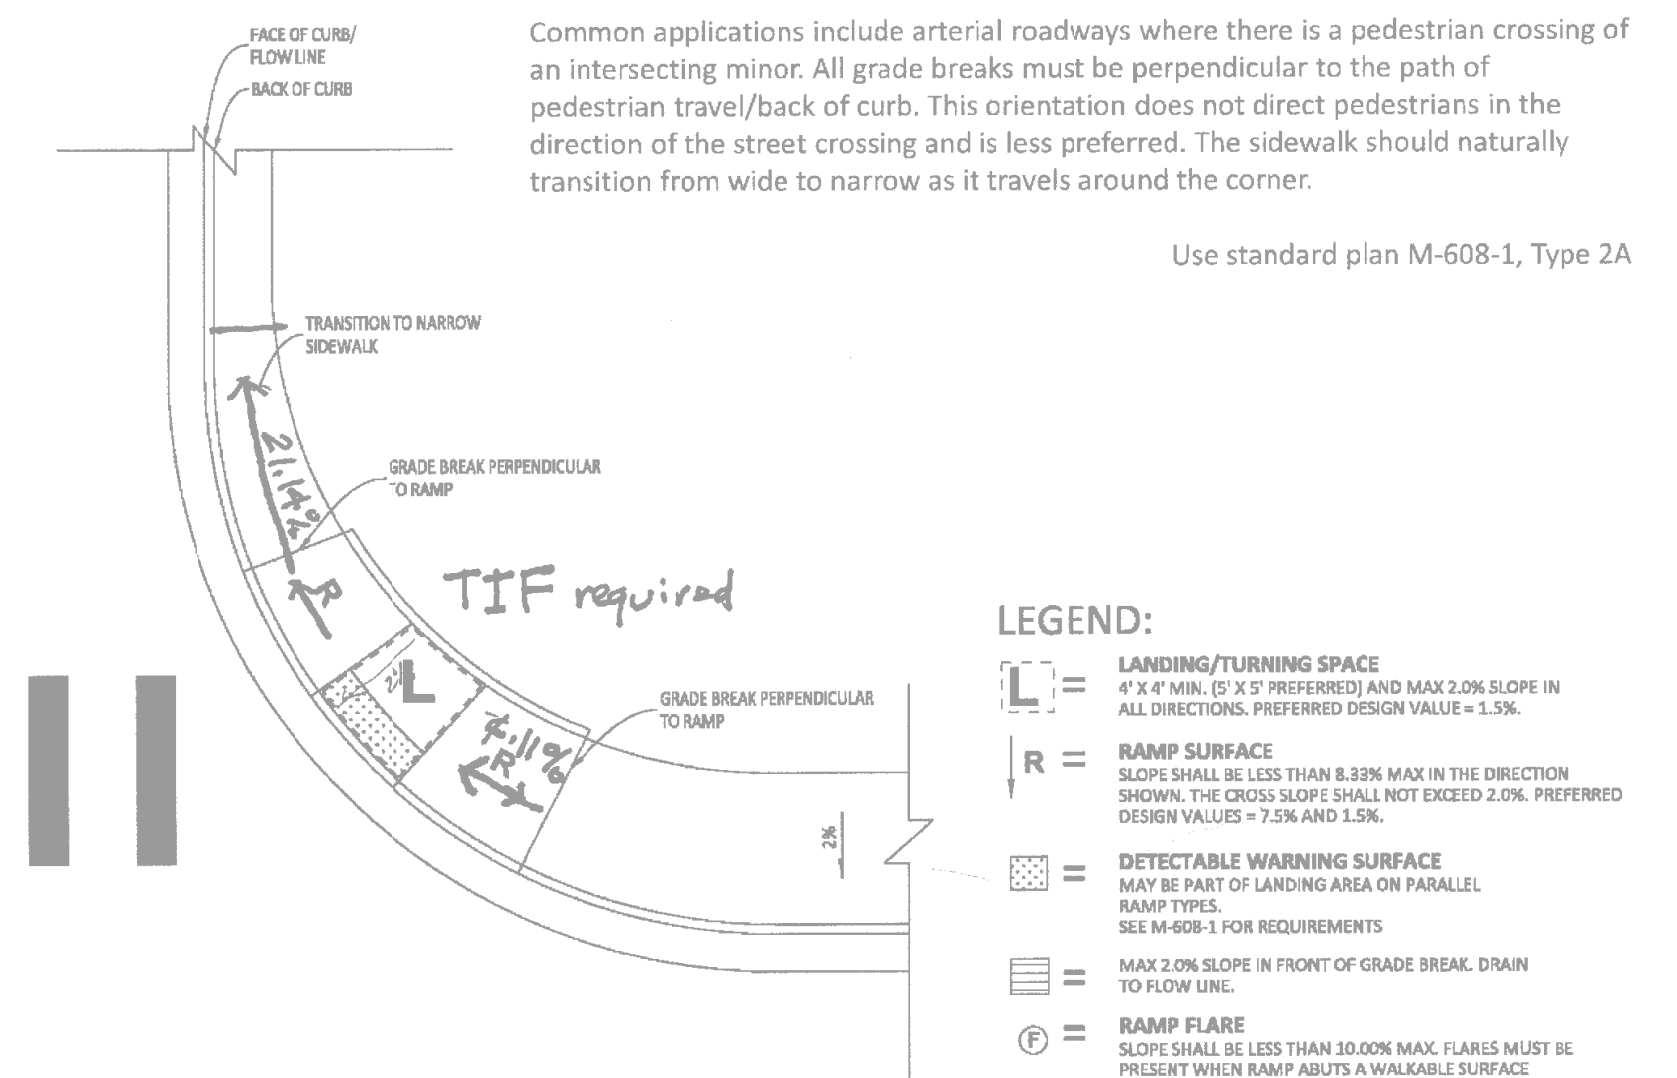 FACE OF CURB/
FLOWLINE
BACK OF CURB
Common applications include arterial roadways where there is a pedestrian crossing of
an intersecting minor. All grade breaks must be perpendicular to the path of
pedestrian travel/back of curb. This orientation does not direct pedestrians in the
direction of the street crossing and is less preferred. The sidewalk should naturally
transition from wide to narrow as it travels around the corner.
Use standard plan M-608-1, Type 2A
TRANSITION TO NARROW
SIDEWALK
21.14%
GRADE BREAK PERPENDICULAR
TO RAMP
R
TIF required
L
GRADE BREAK PERPENDICULAR
TO RAMP
R
2%
LEGEND:
L = LANDING/TURNING SPACE
4' X 4' MIN. (5' X 5' PREFERRED) AND MAX 2.0% SLOPE IN
ALL DIRECTIONS. PREFERRED DESIGN VALUE = 1.5%.
R = RAMP SURFACE
SLOPE SHALL BE LESS THAN 8.33% MAX IN THE DIRECTION
SHOWN. THE CROSS SLOPE SHALL NOT EXCEED 2.0%. PREFERRED
DESIGN VALUES = 7.5% AND 1.5%.
= DETECTABLE WARNING SURFACE
MAY BE PART OF LANDING AREA ON PARALLEL
RAMP TYPES.
SEE M-608-1 FOR REQUIREMENTS
= MAX 2.0% SLOPE IN FRONT OF GRADE BREAK. DRAIN
TO FLOW LINE.
F = RAMP FLARE
SLOPE SHALL BE LESS THAN 10.00% MAX. FLARES MUST BE
PRESENT WHEN RAMP ABUTS A WALKABLE SURFACE